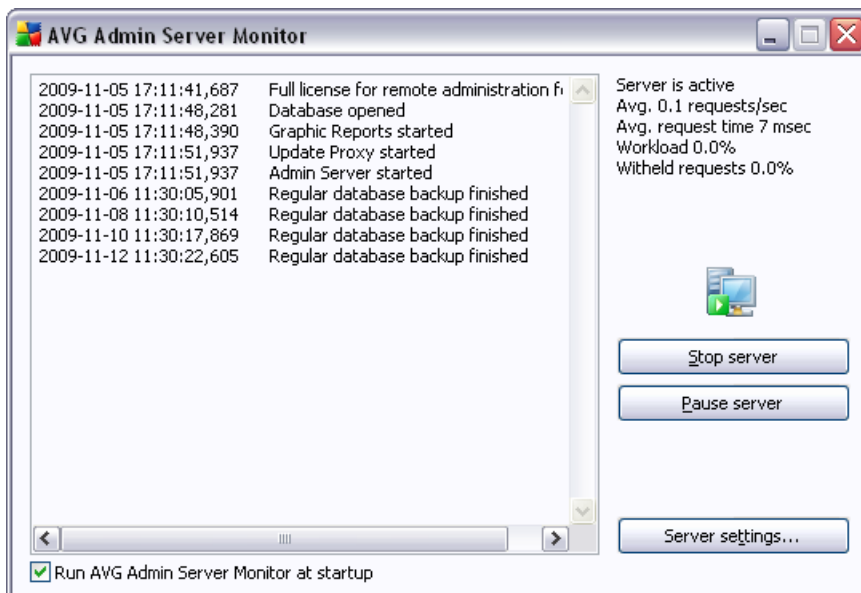 AVG Admin Server Monitor
2009-11-05 17:11:41,687 Full license for remote administration
2009-11-05 17:11:48,281 Database opened
2009-11-05 17:11:48,390 Graphic Reports started
2009-11-05 17:11:51,937 Update Proxy started
2009-11-05 17:11:51,937 Admin Server started
2009-11-06 11:30:05,901 Regular database backup finished
2009-11-08 11:30:10,514 Regular database backup finished
2009-11-10 11:30:17,869 Regular database backup finished
2009-11-12 11:30:22,605 Regular database backup finished
Server is active
Avg. 0.1 requests/sec
Avg. request time 7 msec
Workload 0.0%
Witheld requests 0.0%
Stop server
Pause server
Server settings...
Run AVG Admin Server Monitor at startup